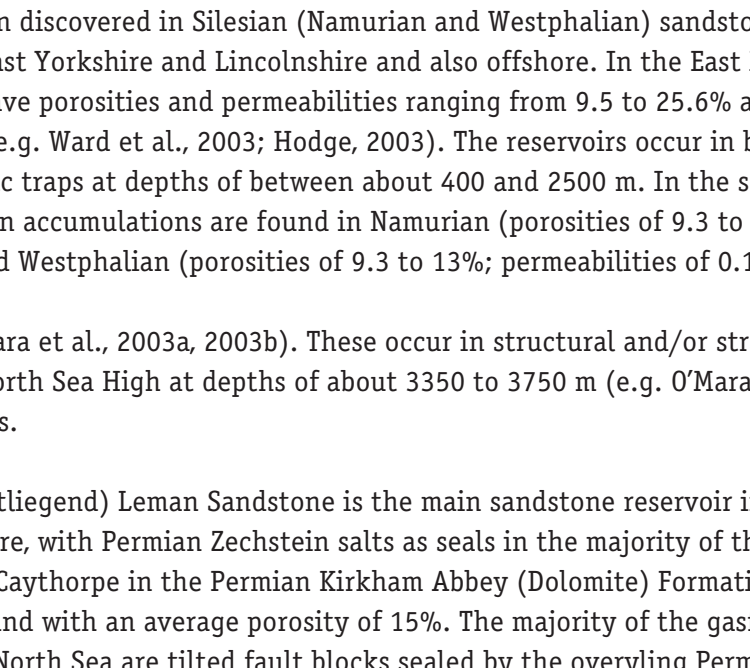 n discovered in Silesian (Namurian and Westphalian) sandsto
ast Yorkshire and Lincolnshire and also offshore. In the East
ve porosities and permeabilities ranging from 9.5 to 25.6% a
e.g. Ward et al., 2003; Hodge, 2003). The reservoirs occur in b
c traps at depths of between about 400 and 2500 m. In the s
n accumulations are found in Namurian (porosities of 9.3 to
d Westphalian (porosities of 9.3 to 13%; permeabilities of 0.1
ara et al., 2003a, 2003b). These occur in structural and/or str
orth Sea High at depths of about 3350 to 3750 m (e.g. O’Mara
s.
tliegend) Leman Sandstone is the main sandstone reservoir i
re, with Permian Zechstein salts as seals in the majority of th
Caythorpe in the Permian Kirkham Abbey (Dolomite) Formati
and with an average porosity of 15%. The majority of the gas
North Sea are tilted fault blocks sealed by the overlying Perm